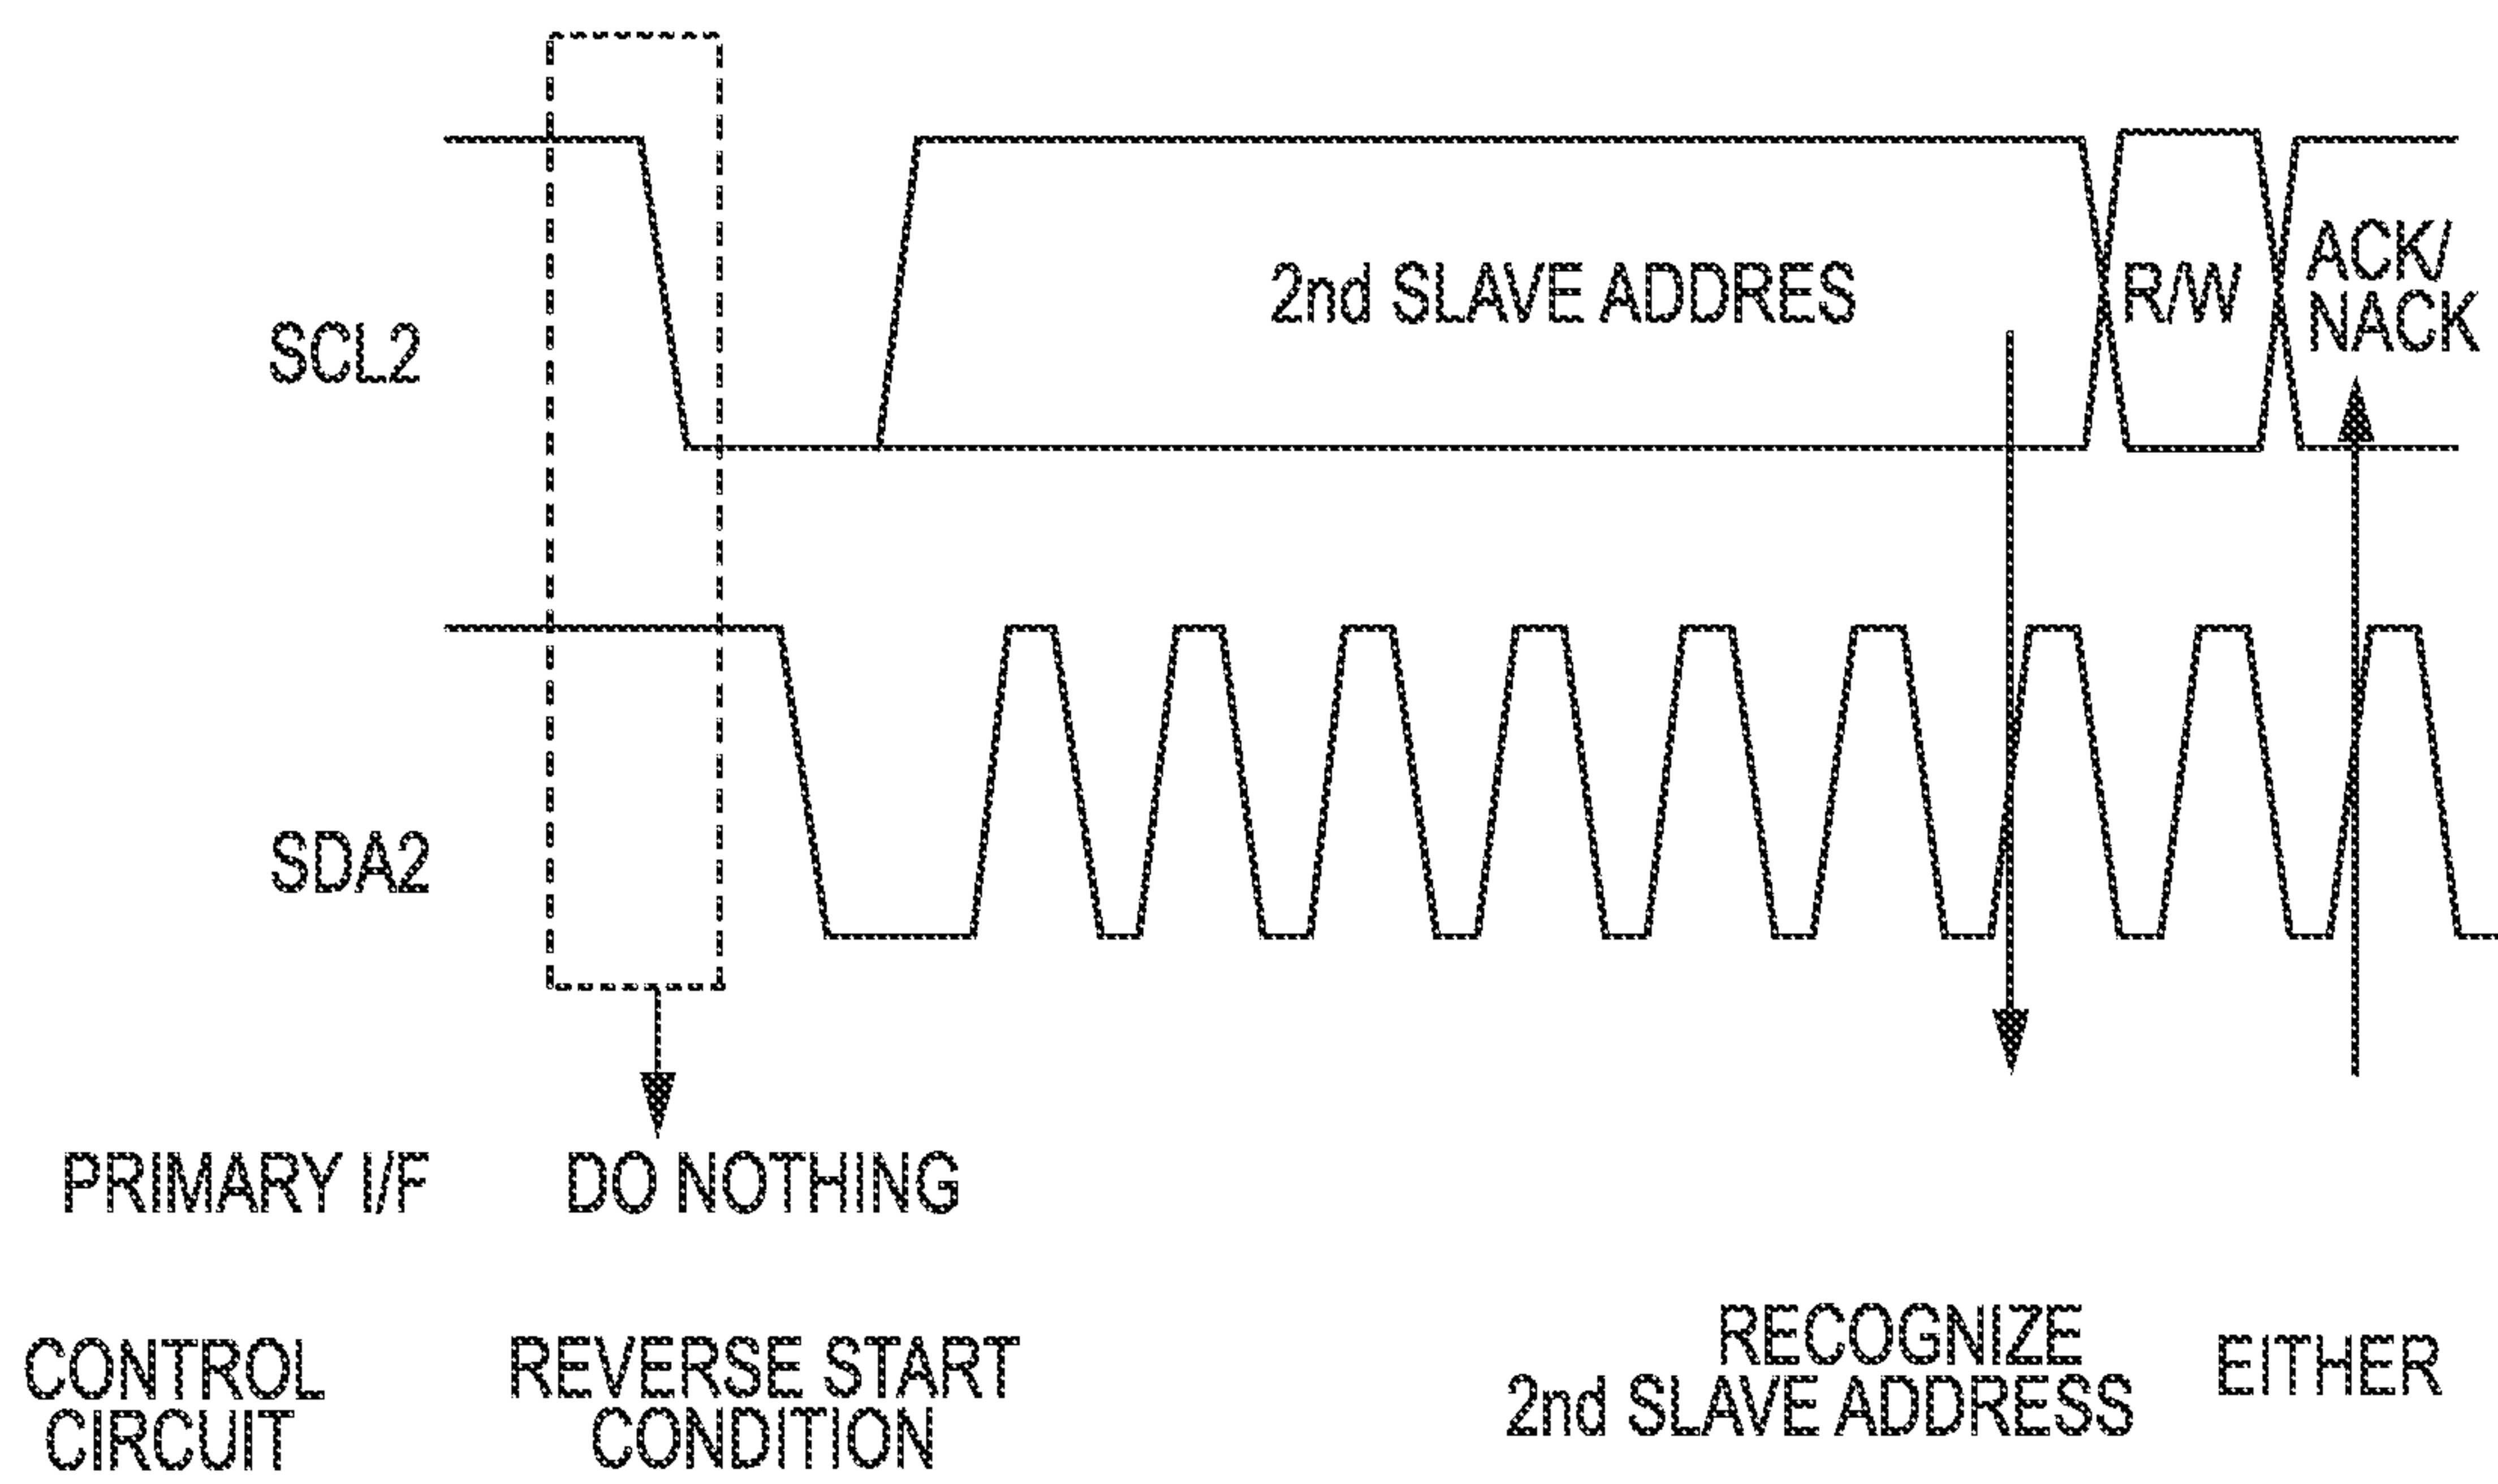 SCL2
2nd SLAVE ADDRES
R/W
ACK/
NACK
SDA2
PRIMARY I/F
DO NOTHING
CONTROL
CIRCUIT
REVERSE START
CONDITION
RECOGNIZE
2nd SLAVE ADDRESS
EITHER